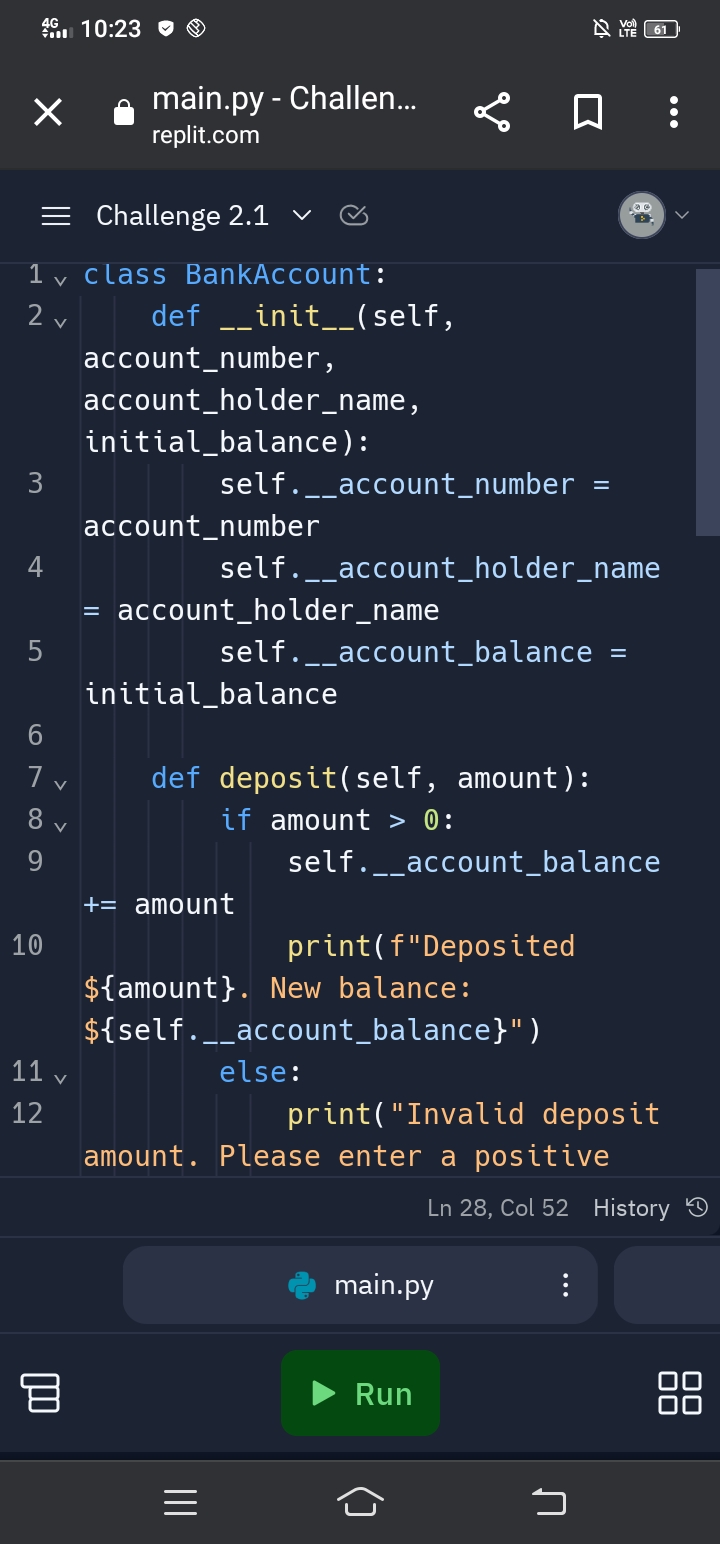 4G 10:23 Vo) LTE 61
main.py - Challen...
replit.com
Challenge 2.1
1 class BankAccount:
2 def __init__(self,
account_number,
account_holder_name,
initial_balance):
3 self.__account_number =
account_number
4 self.__account_holder_name
= account_holder_name
5 self.__account_balance =
initial_balance
6
7 def deposit(self, amount):
8 if amount > 0:
9 self.__account_balance
+= amount
10 print(f"Deposited
${amount}. New balance:
${self.__account_balance}")
11 else:
12 print("Invalid deposit
amount. Please enter a positive
Ln 28, Col 52 History
main.py
Run